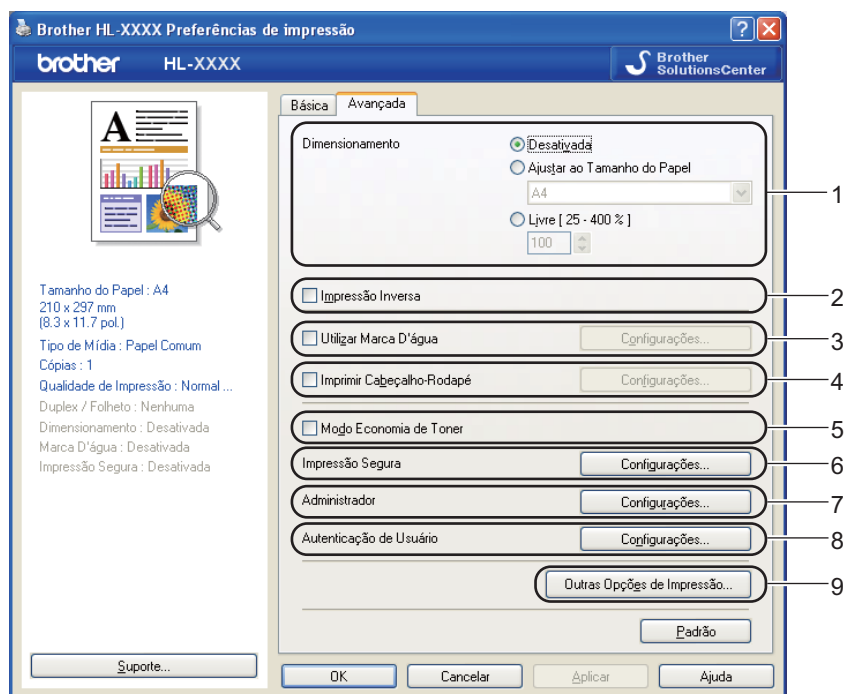 Brother HL-XXXX Preferências de impressão
brother HL-XXXX
Brother
SolutionsCenter
A
Tamanho do Papel : A4
210 x 297 mm
(8.3 x 11.7 pol.)
Tipo de Mídia : Papel Comum
Cópias : 1
Qualidade de Impressão : Normal ...
Duplex / Folheto : Nenhuma
Dimensionamento : Desativada
Marca D'água : Desativada
Impressão Segura : Desativada
Suporte...
Básica Avançada
Dimensionamento
Desativada
Ajustar ao Tamanho do Papel
A4
Livre [ 25 - 400 % ]
100
1
Impressão Inversa
2
Utilizar Marca D'água Configurações...
3
Imprimir Cabeçalho-Rodapé Configurações...
4
Modo Economia de Toner
5
Impressão Segura Configurações...
6
Administrador Configurações...
7
Autenticação de Usuário Configurações...
8
Outras Opções de Impressão...
9
Padrão
OK Cancelar Aplicar Ajuda